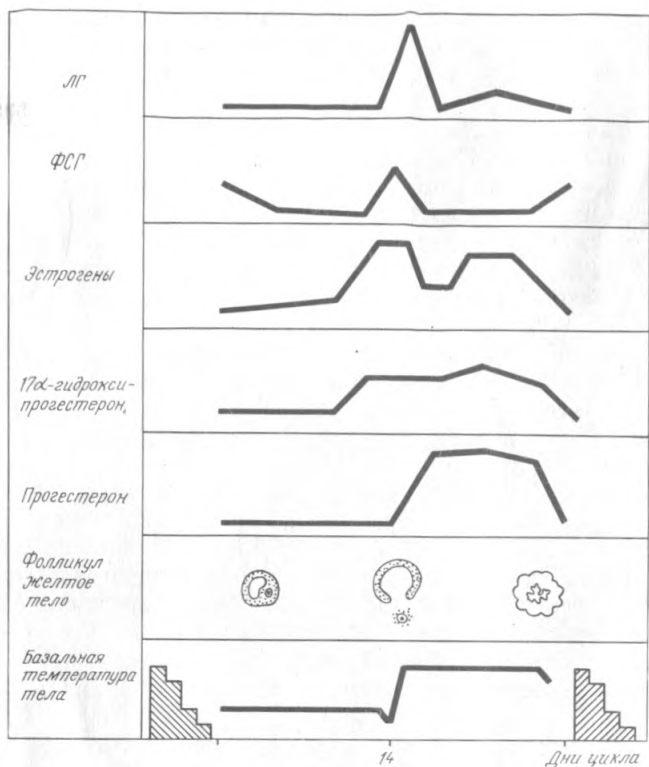 ЛГ
ФСГ
Эстрогены
17α-гидрокси-
прогестерон,
Прогестерон
Фолликул
желтое
тело
Базальная
температура
тела
14
Дни цикла